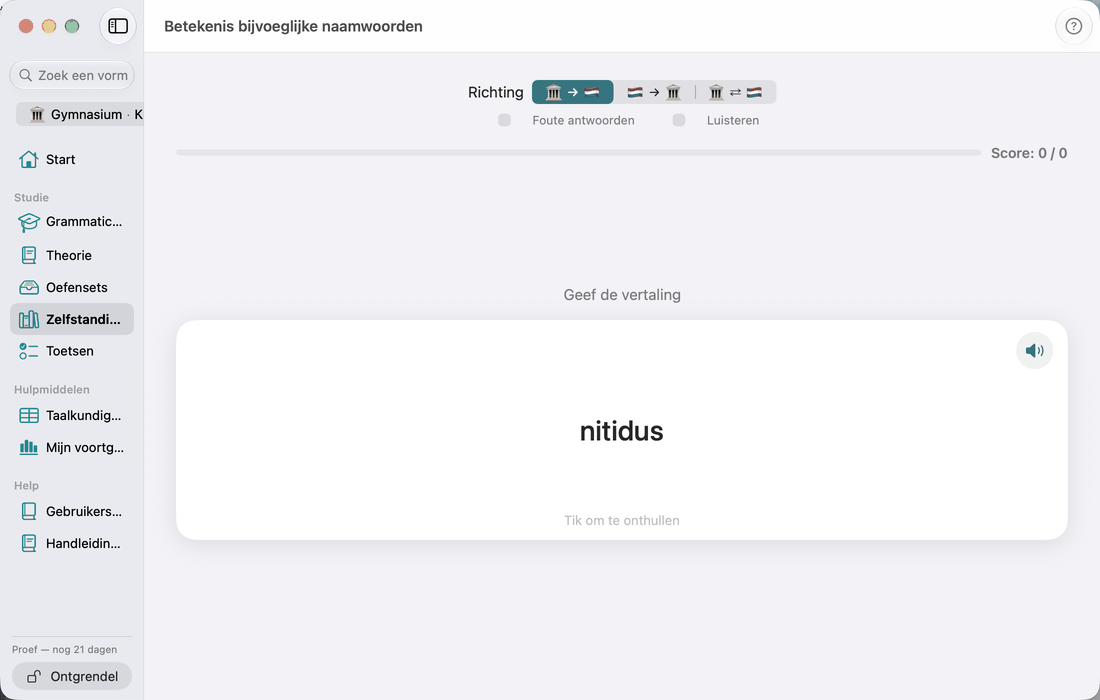 Betekenis bijvoeglijke naamwoorden
Zoek een vorm
Gymnasium · K
Start
Studie
Grammatic...
Theorie
Oefensets
Zelfstandi...
Toetsen
Hulpmiddelen
Taalkundig...
Mijn voortg...
Help
Gebruikers...
Handleidin...
Proef — nog 21 dagen
Ontgrendel
Richting
Foute antwoorden
Luisteren
Score: 0 / 0
Geef de vertaling
nitidus
Tik om te onthullen